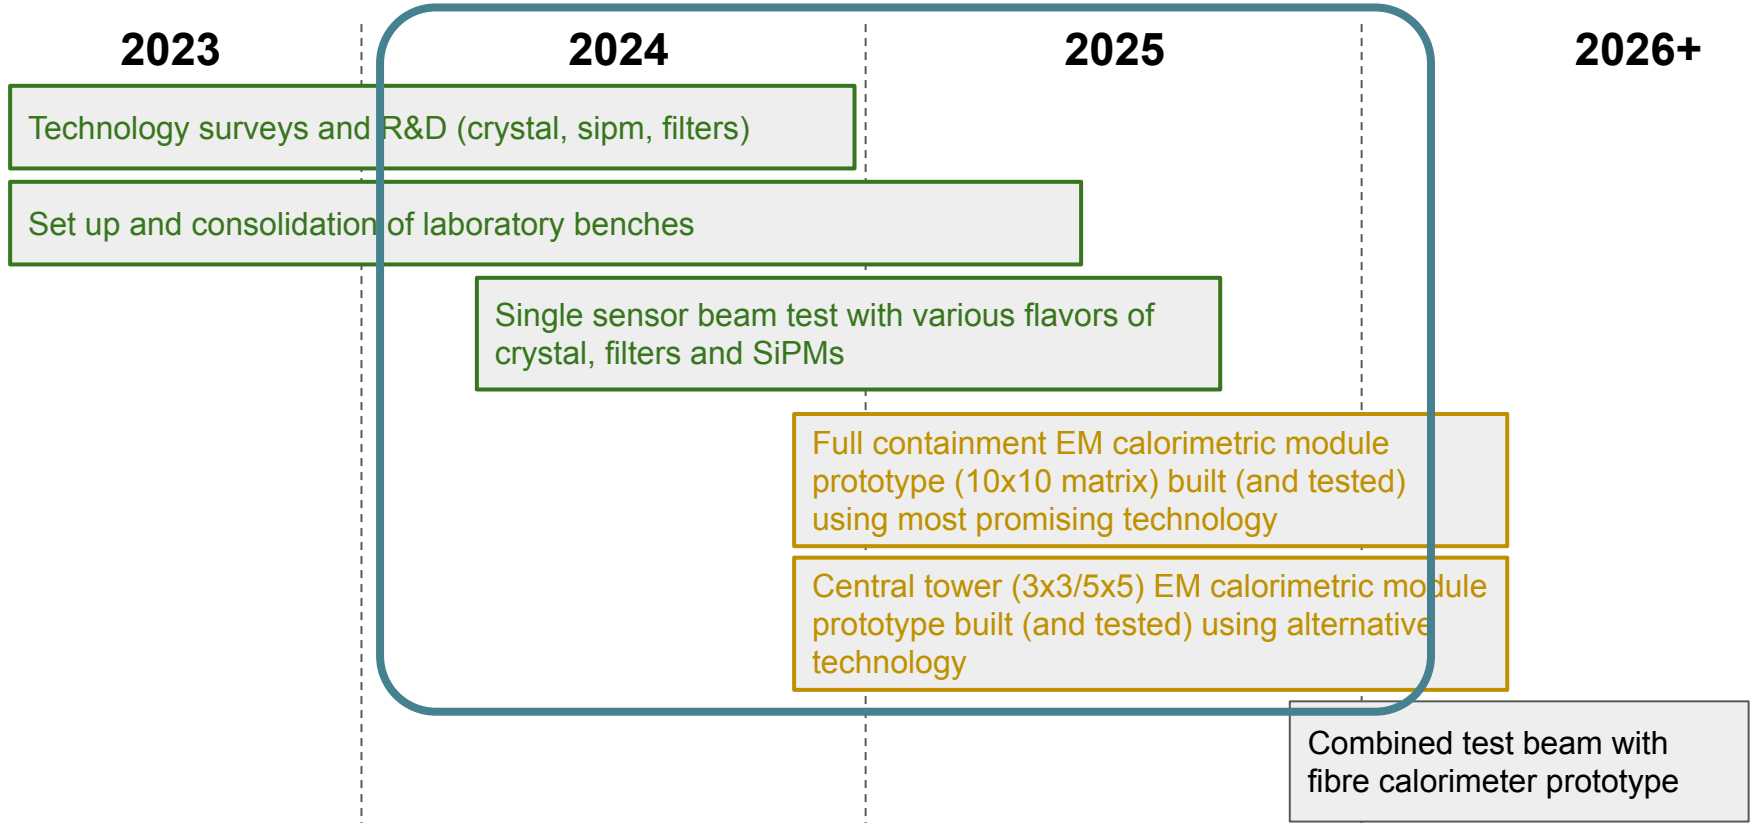 2023
2024
2025
2026+
Technology surveys and R&D (crystal, sipm, filters)
Set up and consolidation of laboratory benches
Single sensor beam test with various flavors of
crystal, filters and SiPMs
Full containment EM calorimetric module
prototype (10x10 matrix) built (and tested)
using most promising technology
Central tower (3x3/5x5) EM calorimetric module
prototype built (and tested) using alternative
technology
Combined test beam with
fibre calorimeter prototype